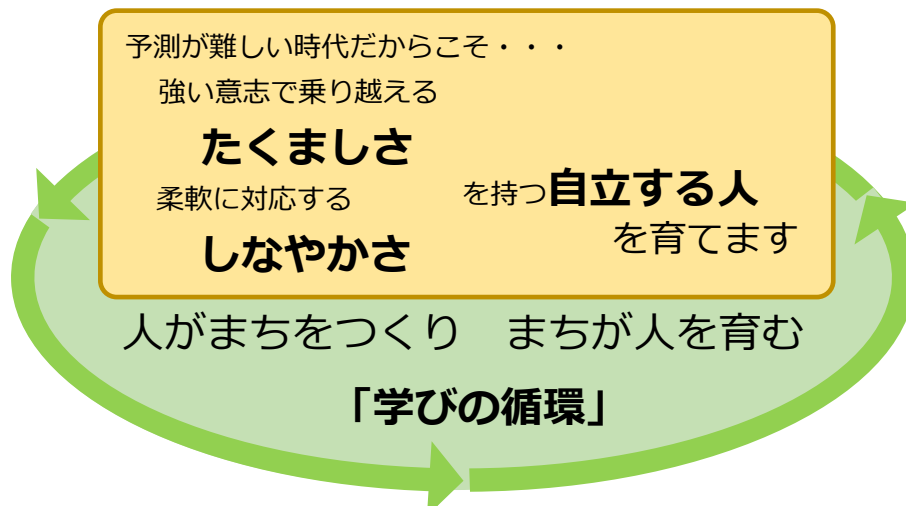 予測が難しい時代だからこそ・・・
強い意志で乗り越える
たくましさ
柔軟に対応する
しなやかさ
を持つ自立する人
を育てます
人がまちをつくり　まちが人を育む
「学びの循環」